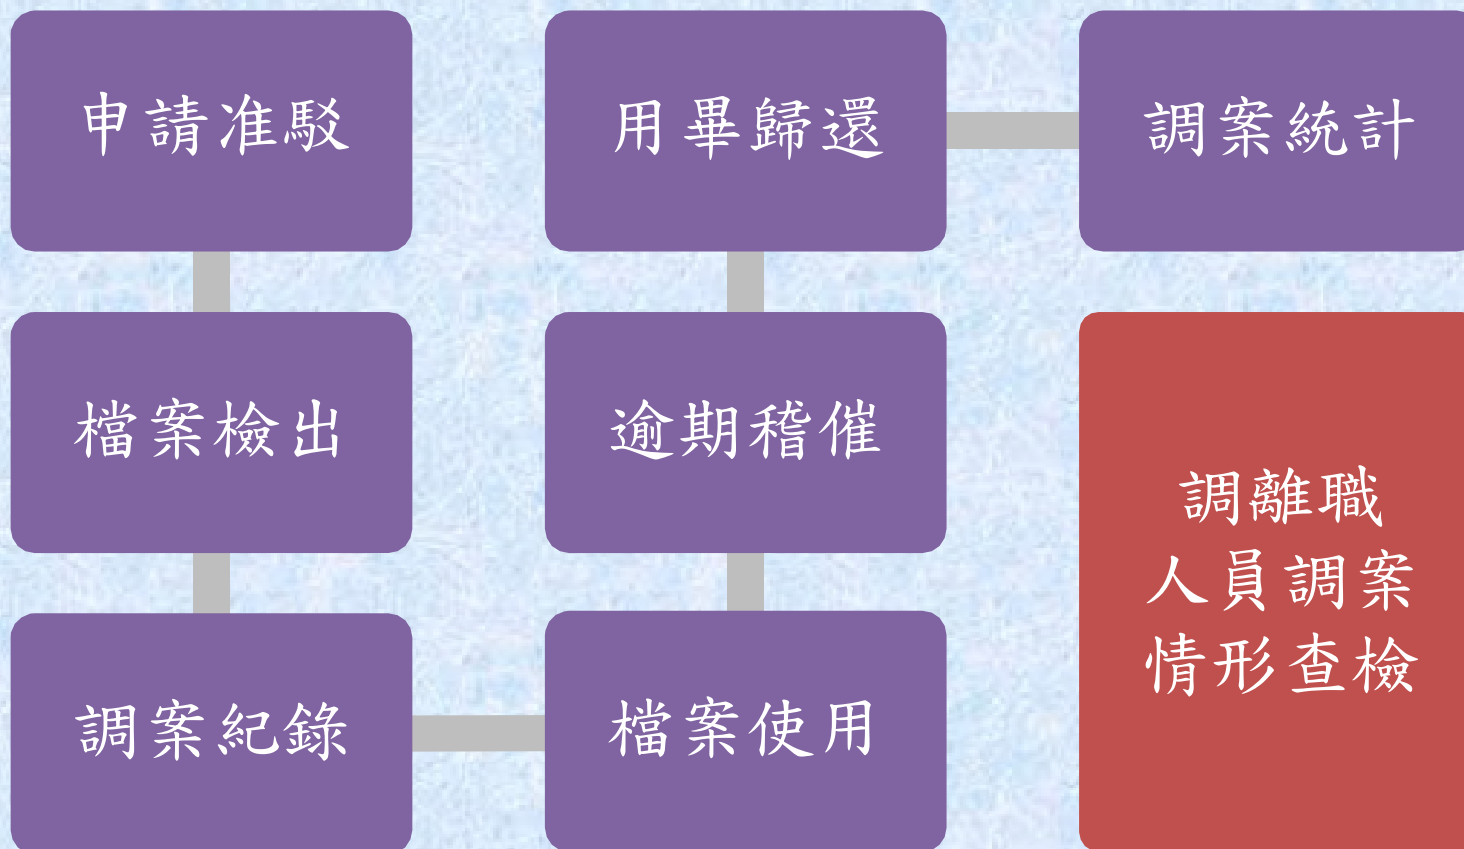 申請准駁
檔案檢出
調案紀錄
檔案使用
逾期稽催
用畢歸還
調案統計
調離職
人員調案
情形查檢